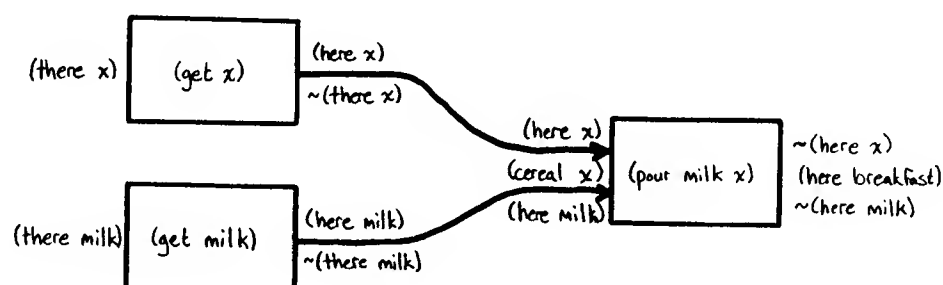 (there x)
(get x)
(here x)
~(there x)
(here x)
(cereal x)
(here milk)
(pour milk x)
~(here x)
(here breakfast)
~(here milk)
(there milk)
(get milk)
(here milk)
~(there milk)